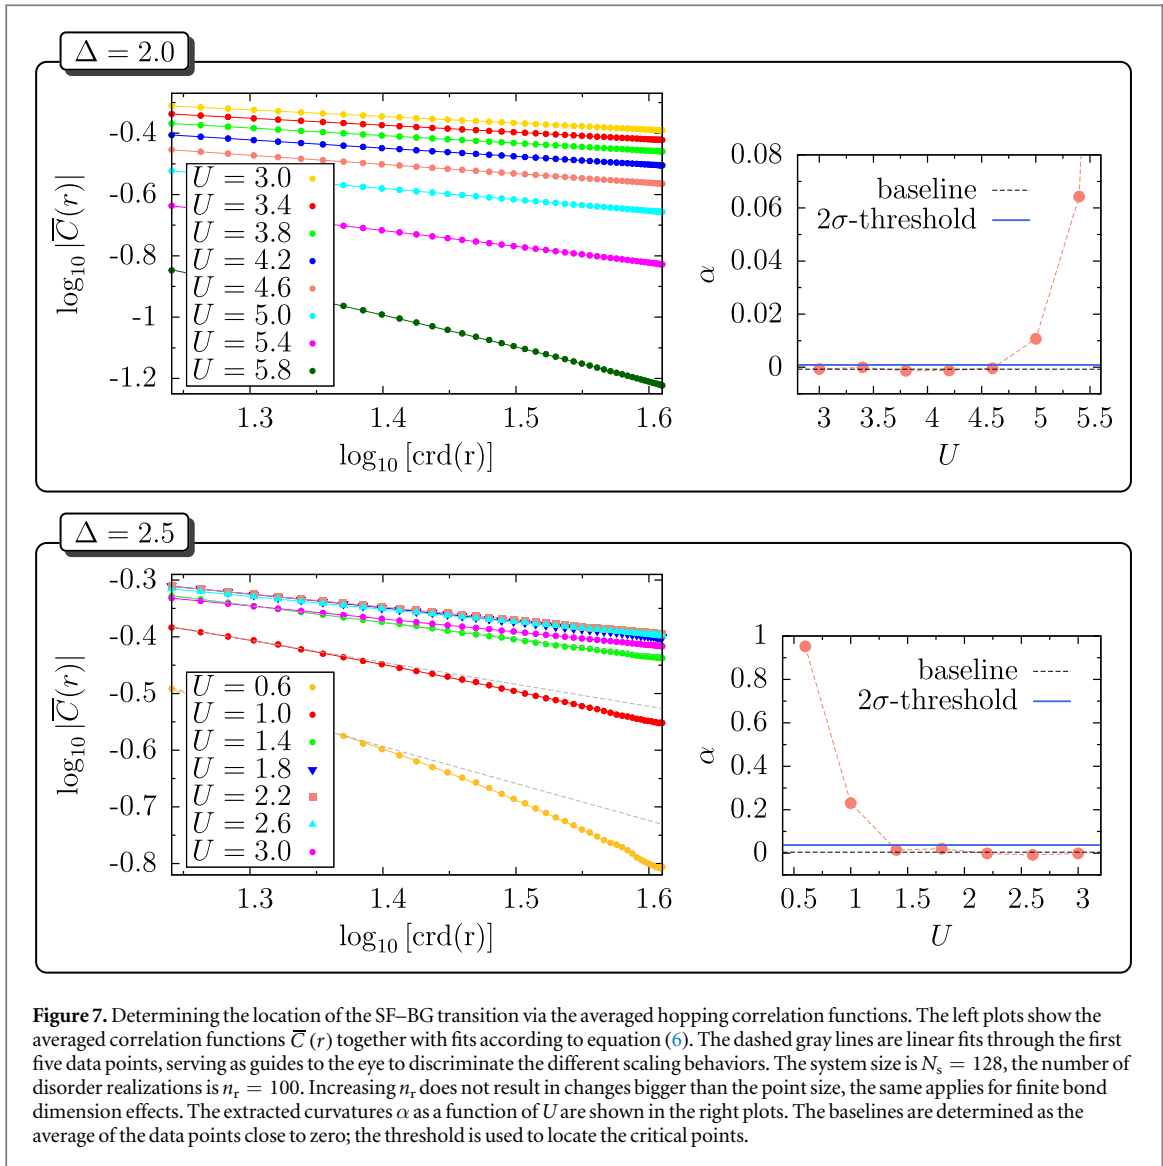 Δ = 2.0
log₁₀ |C̅(r)|
-0.4
-0.6
-0.8
-1
-1.2
U = 3.0
U = 3.4
U = 3.8
U = 4.2
U = 4.6
U = 5.0
U = 5.4
U = 5.8
1.3 1.4 1.5 1.6
log₁₀ [crd(r)]
α
0.08
0.06
0.04
0.02
0
baseline
2σ-threshold
3 3.5 4 4.5 5 5.5
U
Δ = 2.5
log₁₀ |C̅(r)|
-0.3
-0.4
-0.5
-0.6
-0.7
-0.8
U = 0.6
U = 1.0
U = 1.4
U = 1.8
U = 2.2
U = 2.6
U = 3.0
1.3 1.4 1.5 1.6
log₁₀ [crd(r)]
α
1
0.8
0.6
0.4
0.2
0
baseline
2σ-threshold
0.5 1 1.5 2 2.5 3
U
Figure 7. Determining the location of the SF–BG transition via the averaged hopping correlation functions. The left plots show the
averaged correlation functions C̅ (r) together with fits according to equation (6). The dashed gray lines are linear fits through the first
five data points, serving as guides to the eye to discriminate the different scaling behaviors. The system size is Nₛ = 128, the number of
disorder realizations is nᵣ = 100. Increasing nᵣ does not result in changes bigger than the point size, the same applies for finite bond
dimension effects. The extracted curvatures α as a function of U are shown in the right plots. The baselines are determined as the
average of the data points close to zero; the threshold is used to locate the critical points.